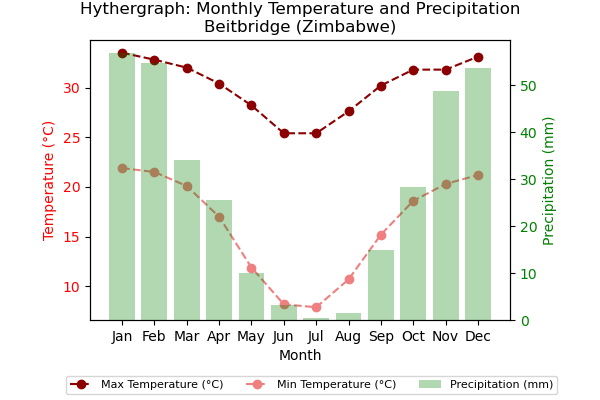 Hythergraph: Monthly Temperature and Precipitation
Beitbridge (Zimbabwe)
Temperature (°C)
30
25
20
15
10
Precipitation (mm)
50
40
30
20
10
0
Jan Feb Mar Apr May Jun Jul Aug Sep Oct Nov Dec
Month
Max Temperature (°C) Min Temperature (°C) Precipitation (mm)